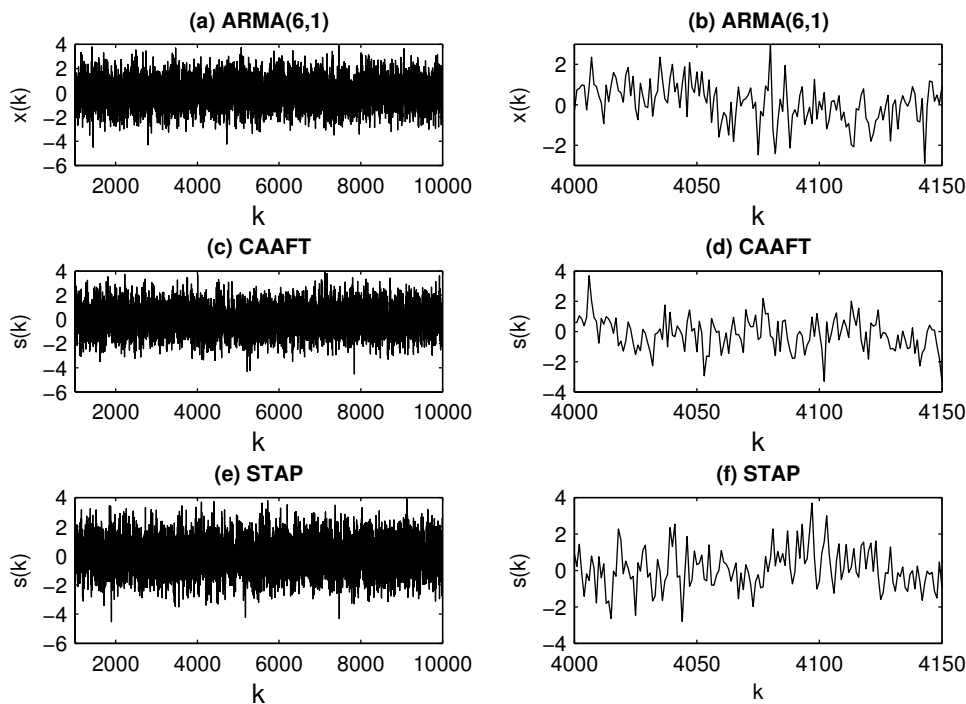 (a) ARMA(6,1)
4
2
0
−2
−4
−6
x(k)
2000 4000 6000 8000 10000
k
(b) ARMA(6,1)
2
0
−2
x(k)
4000 4050 4100 4150
k
(c) CAAFT
4
2
0
−2
−4
−6
s(k)
2000 4000 6000 8000 10000
k
(d) CAAFT
4
2
0
−2
−4
s(k)
4000 4050 4100 4150
k
(e) STAP
4
2
0
−2
−4
−6
s(k)
2000 4000 6000 8000 10000
k
(f) STAP
4
2
0
−2
−4
s(k)
4000 4050 4100 4150
k